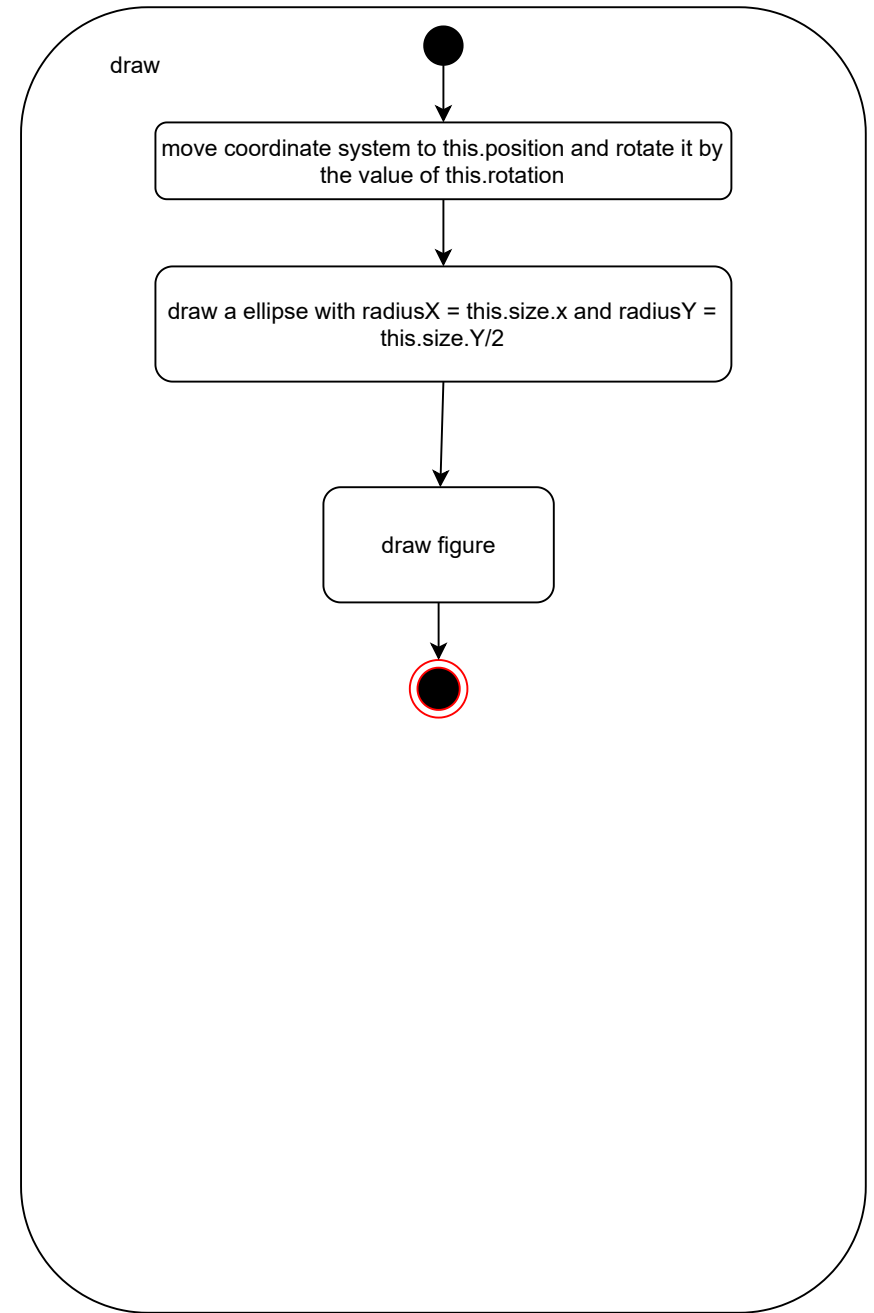 draw
move coordinate system to this.position and rotate it by
the value of this.rotation
draw a ellipse with radiusX = this.size.x and radiusY =
this.size.Y/2
draw figure